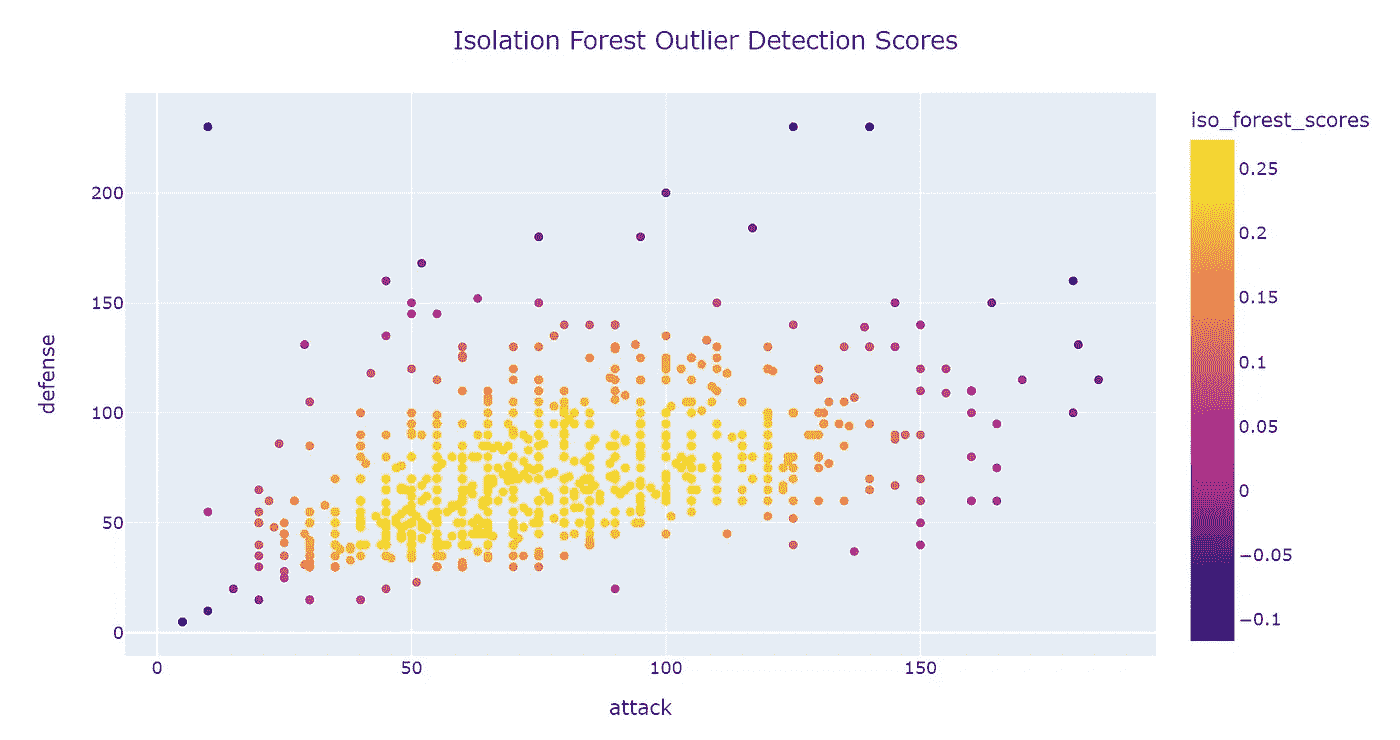 Isolation Forest Outlier Detection Scores
iso_forest_scores
0.25
0.2
0.15
0.1
0.05
0
−0.05
−0.1
defense
200
150
100
50
0
0 50 100 150
attack